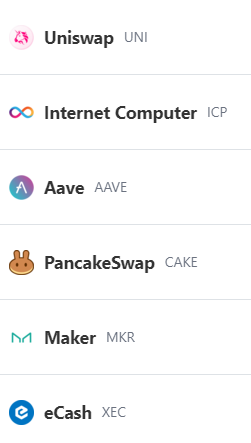 Uniswap UNI
Internet Computer ICP
Aave AAVE
PancakeSwap CAKE
Maker MKR
eCash XEC